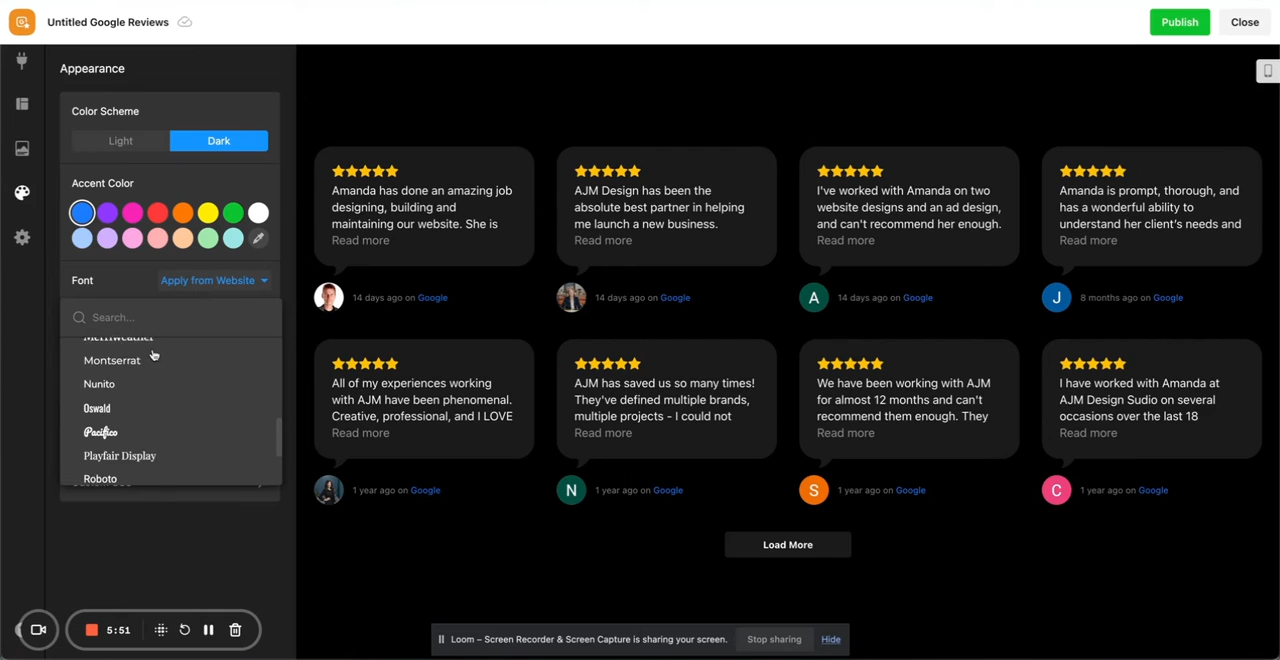 Untitled Google Reviews
Publish
Close
Appearance
Color Scheme
Light
Dark
Accent Color
Font
Apply from Website
Search...
Merriweather
Montserrat
Nunito
Oswald
Pacifico
Playfair Display
Roboto
Amanda has done an amazing job
designing, building and
maintaining our website. She is
Read more
14 days ago on Google
AJM Design has been the
absolute best partner in helping
me launch a new business.
Read more
14 days ago on Google
I've worked with Amanda on two
website designs and an ad design,
and can't recommend her enough.
Read more
A
14 days ago on Google
Amanda is prompt, thorough, and
has a wonderful ability to
understand her client's needs and
Read more
J
8 months ago on Google
All of my experiences working
with AJM have been phenomenal.
Creative, professional, and I LOVE
Read more
1 year ago on Google
AJM has saved us so many times!
They've defined multiple brands,
multiple projects - I could not
Read more
N
1 year ago on Google
We have been working with AJM
for almost 12 months and can't
recommend them enough. They
Read more
S
1 year ago on Google
I have worked with Amanda at
AJM Design Sudio on several
occasions over the last 18
Read more
C
1 year ago on Google
Load More
5:51
Loom – Screen Recorder & Screen Capture is sharing your screen.
Stop sharing
Hide